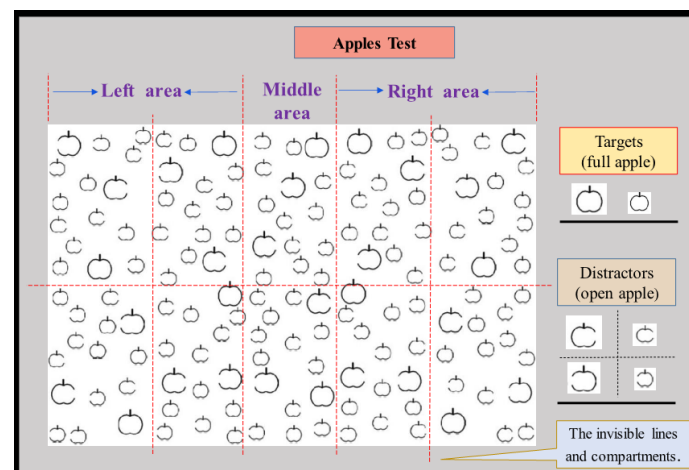 Apples Test
Left area
Middle
area
Right area
Targets
(full apple)
Distractors
(open apple)
The invisible lines
and compartments.